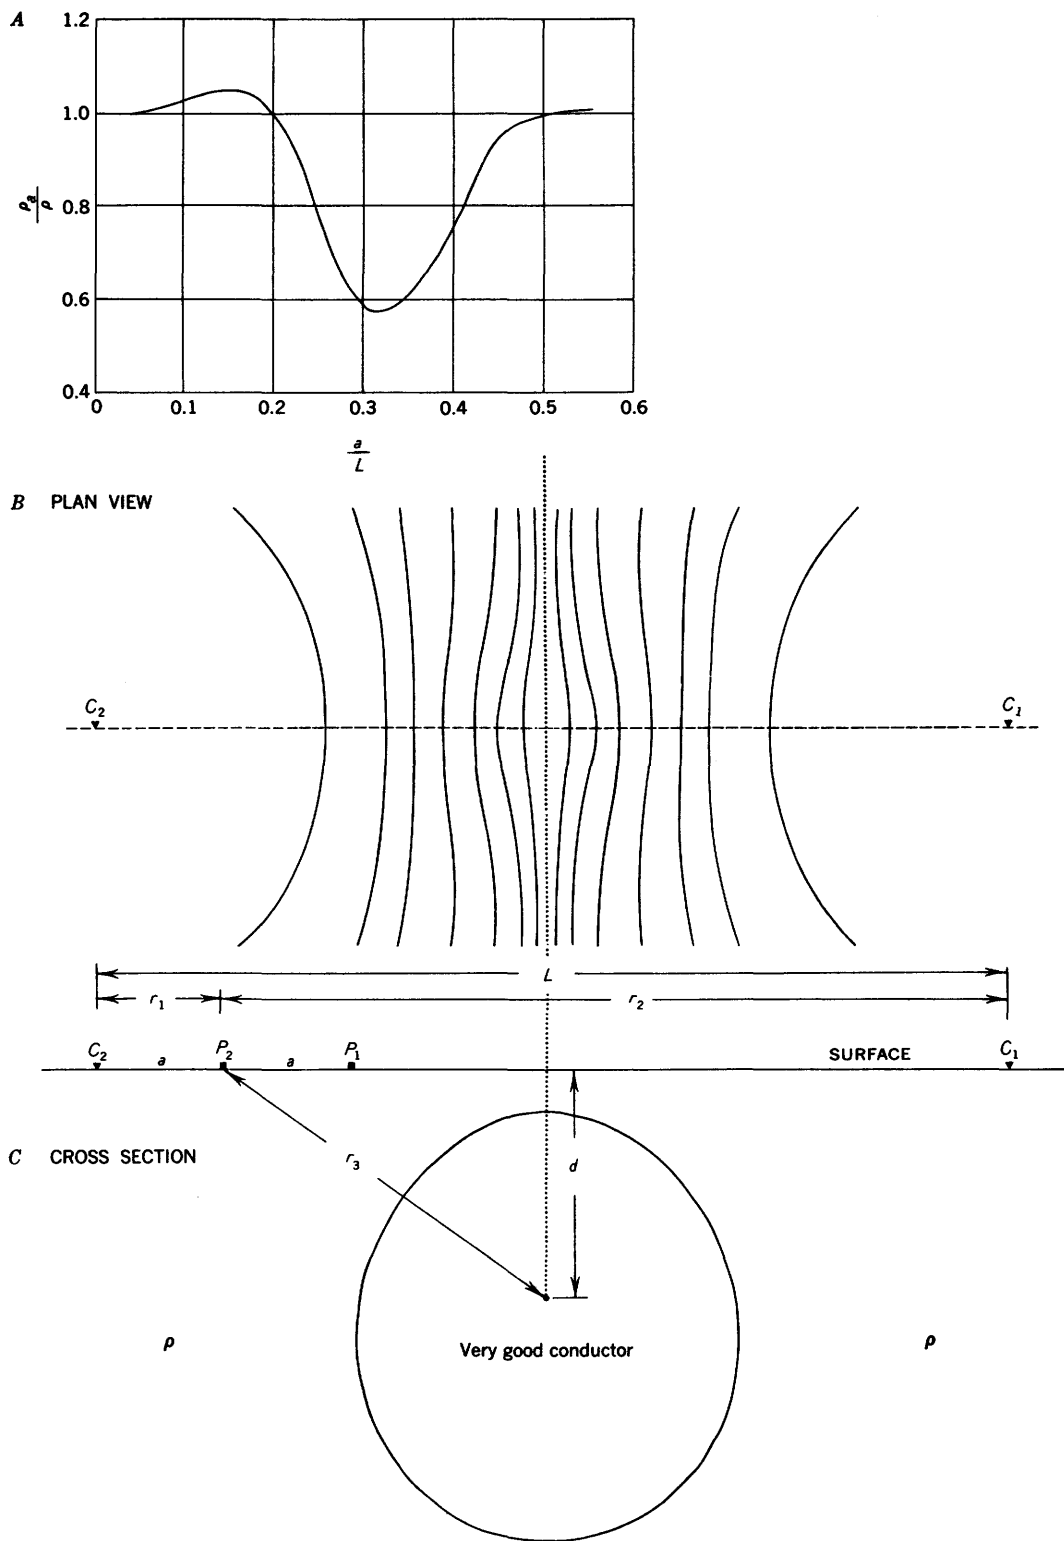 A
1.2
1.0
0.8
0.6
0.4
ρa/ρ
0 0.1 0.2 0.3 0.4 0.5 0.6
a/L
B PLAN VIEW
C2 C1
L
r1 r2
C2 a P2 a P1 SURFACE C1
C CROSS SECTION
r3 d
ρ Very good conductor ρ